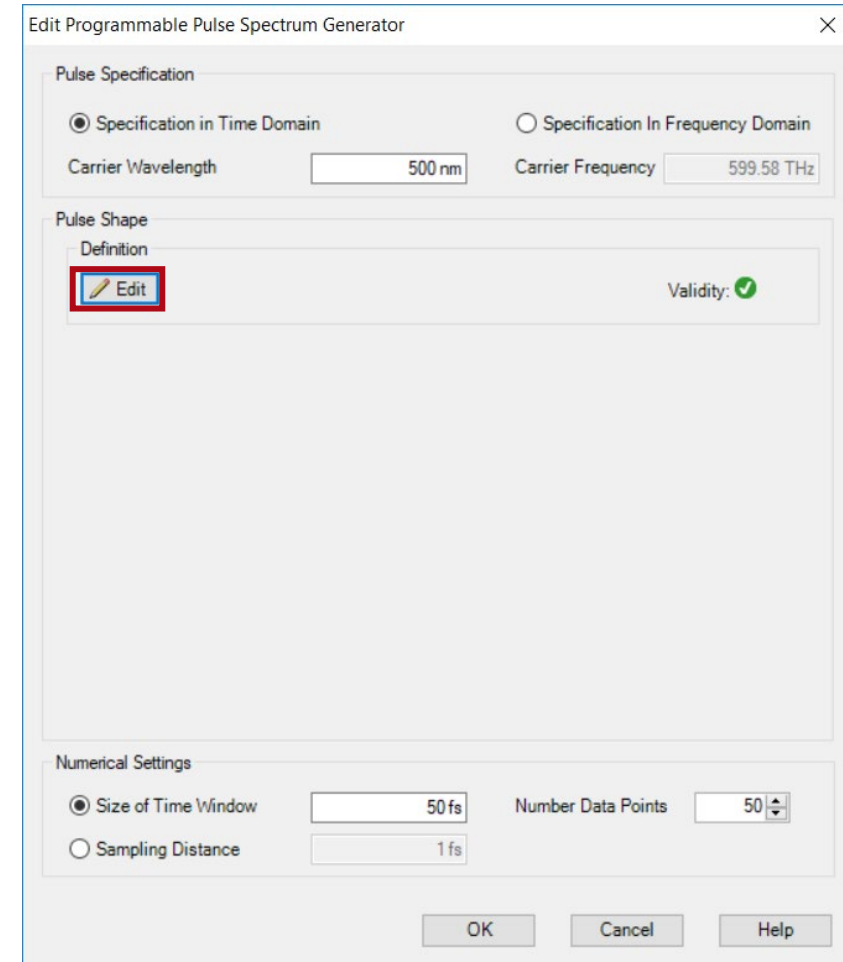 Edit Programmable Pulse Spectrum Generator
Pulse Specification
Specification in Time Domain Specification In Frequency Domain
Carrier Wavelength 500 nm Carrier Frequency 599.58 THz
Pulse Shape
Definition
Edit Validity:
Numerical Settings
Size of Time Window 50 fs Number Data Points 50
Sampling Distance 1 fs
OK Cancel Help